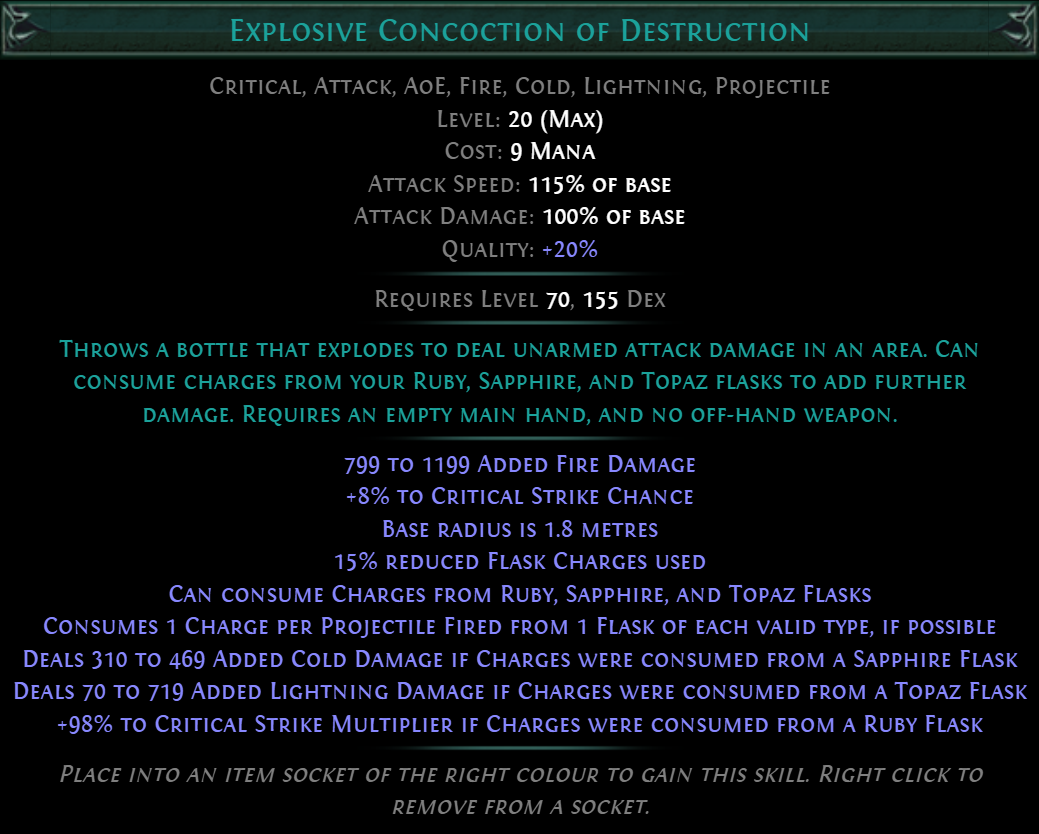 Explosive Concoction of Destruction
Critical, Attack, AoE, Fire, Cold, Lightning, Projectile
Level: 20 (Max)
Cost: 9 Mana
Attack Speed: 115% of base
Attack Damage: 100% of base
Quality: +20%
Requires Level 70, 155 Dex
Throws a bottle that explodes to deal unarmed attack damage in an area. Can
consume charges from your Ruby, Sapphire, and Topaz flasks to add further
damage. Requires an empty main hand, and no off-hand weapon.
799 to 1199 Added Fire Damage
+8% to Critical Strike Chance
Base radius is 1.8 metres
15% reduced Flask Charges used
Can consume Charges from Ruby, Sapphire, and Topaz Flasks
Consumes 1 Charge per Projectile Fired from 1 Flask of each valid type, if possible
Deals 310 to 469 Added Cold Damage if Charges were consumed from a Sapphire Flask
Deals 70 to 719 Added Lightning Damage if Charges were consumed from a Topaz Flask
+98% to Critical Strike Multiplier if Charges were consumed from a Ruby Flask
Place into an item socket of the right colour to gain this skill. Right click to
remove from a socket.